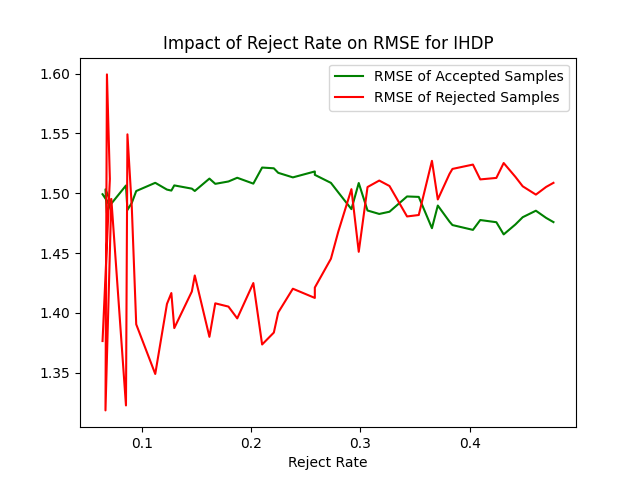 Impact of Reject Rate on RMSE for IHDP
RMSE of Accepted Samples
RMSE of Rejected Samples
1.60
1.55
1.50
1.45
1.40
1.35
0.1 0.2 0.3 0.4
Reject Rate